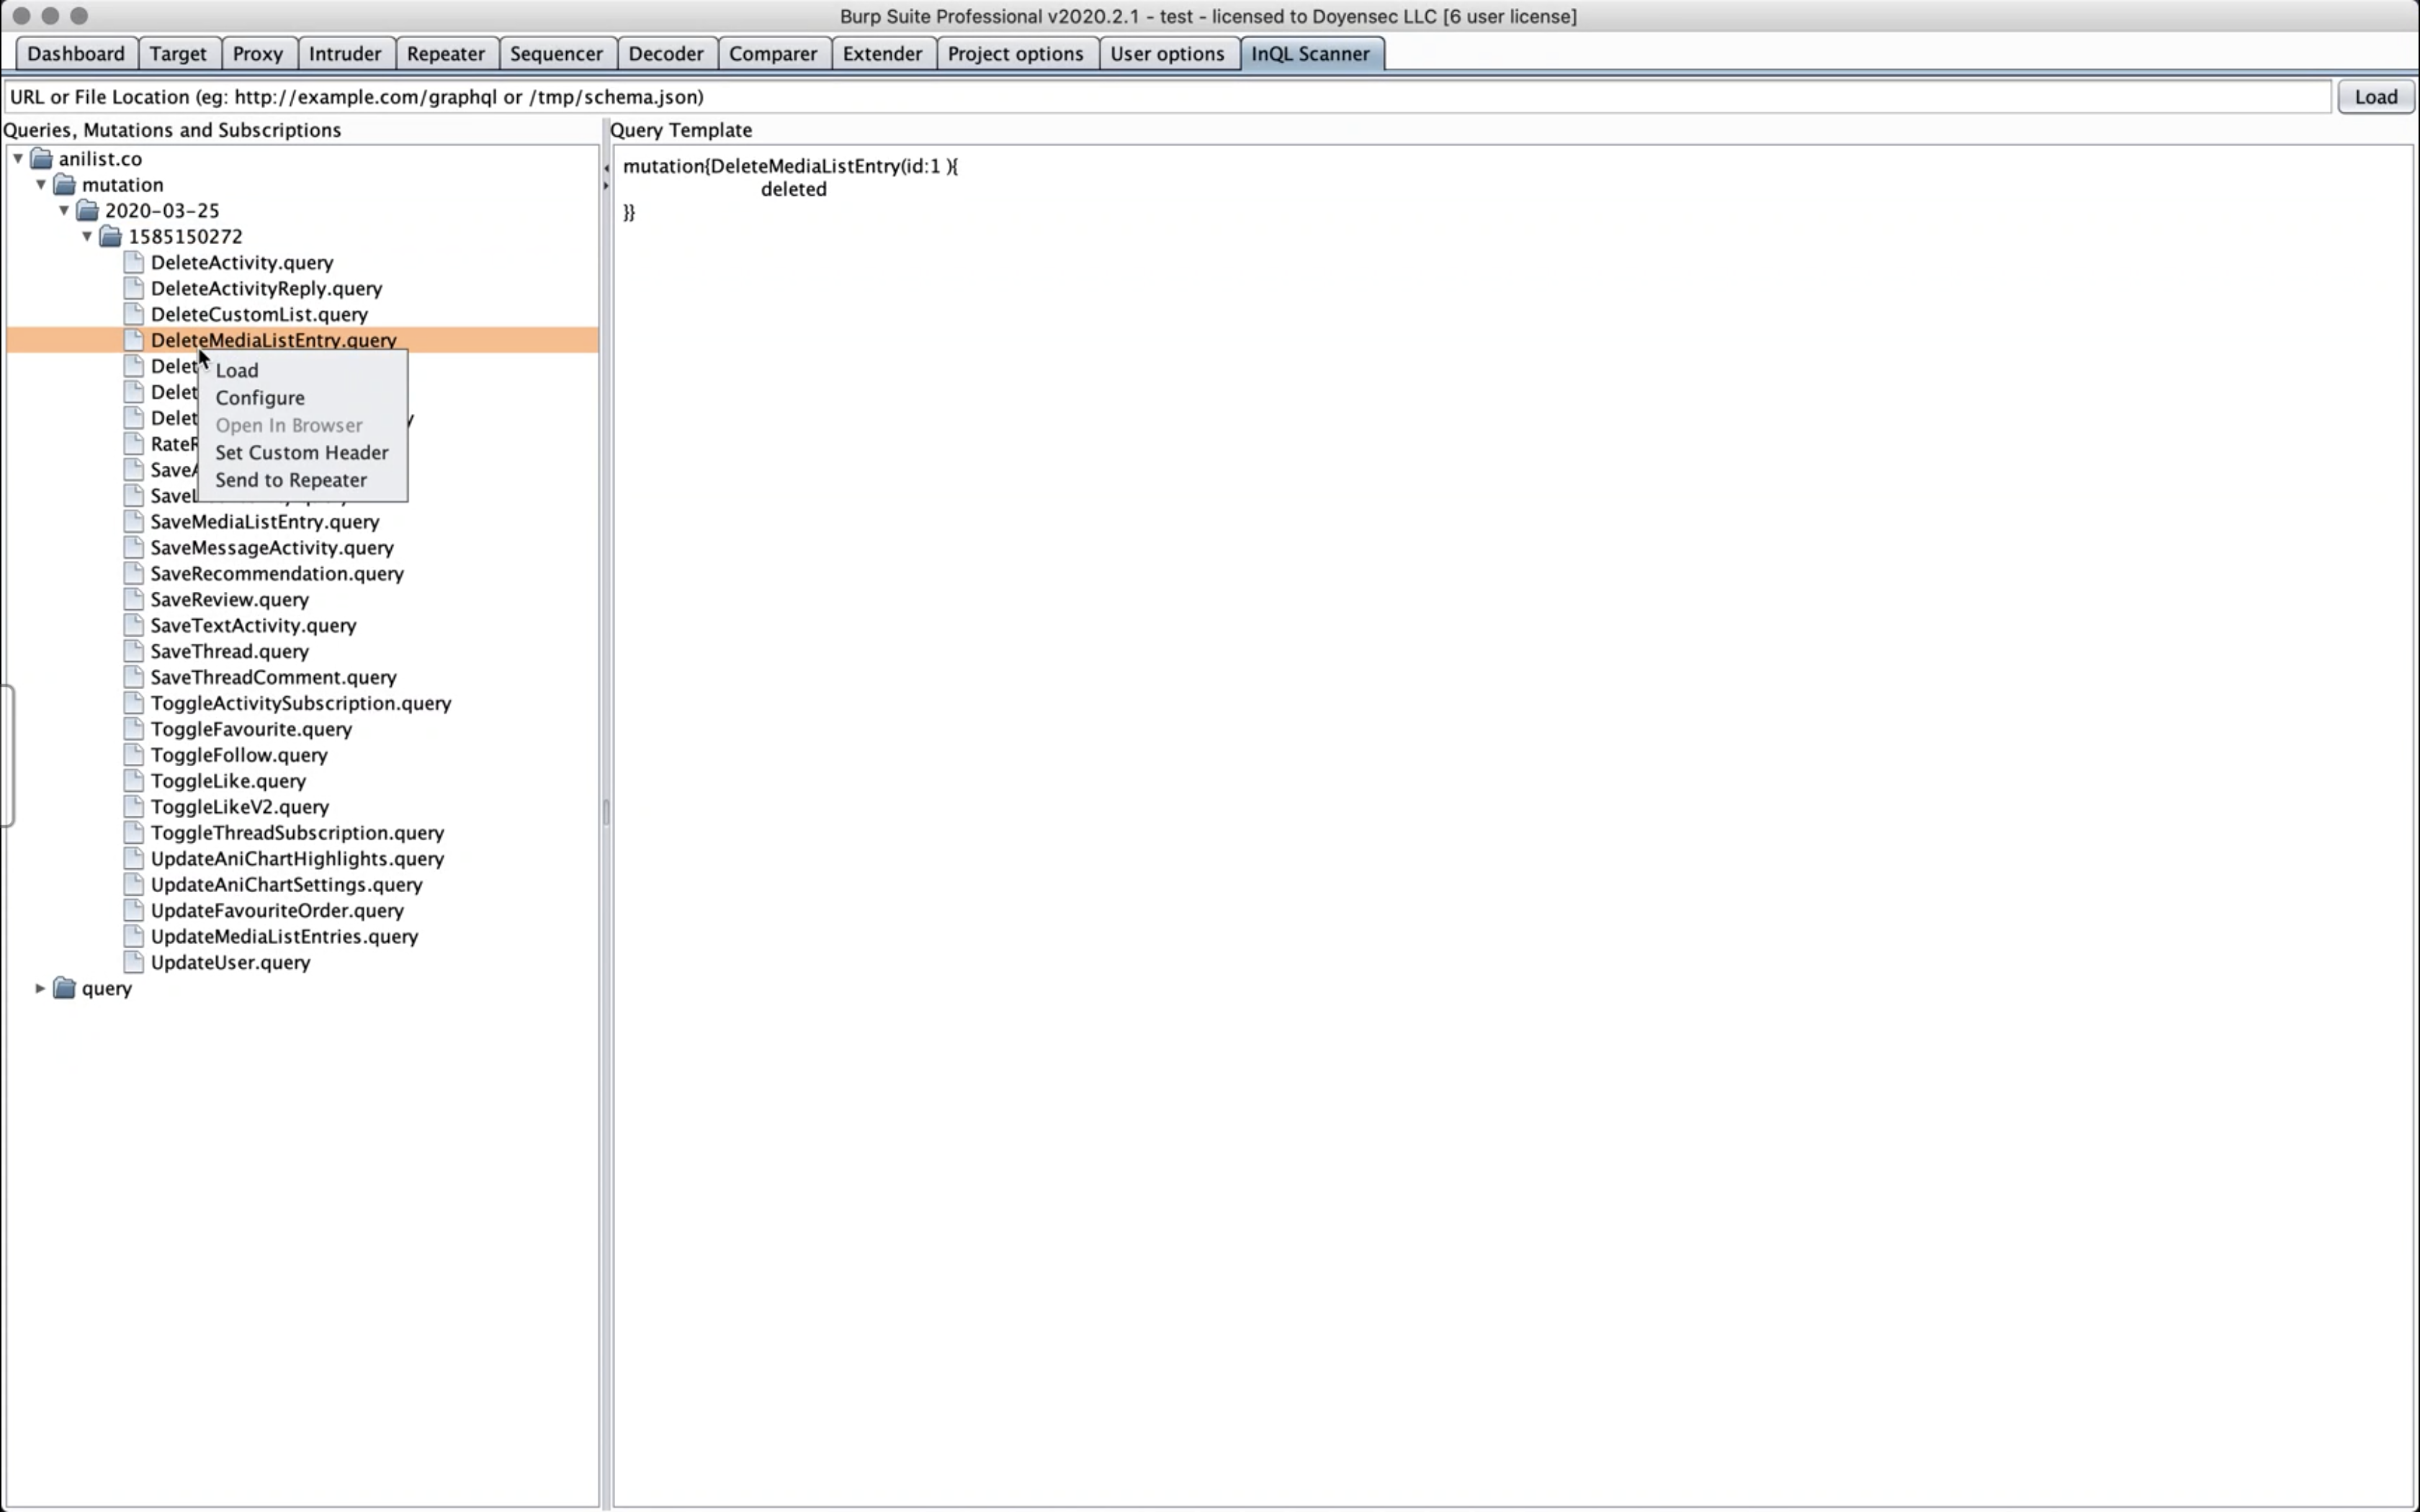 Burp Suite Professional v2020.2.1 - test - licensed to Doyensec LLC [6 user license]
Dashboard Target Proxy Intruder Repeater Sequencer Decoder Comparer Extender Project options User options InQL Scanner
URL or File Location (eg: http://example.com/graphql or /tmp/schema.json) Load
Queries, Mutations and Subscriptions
anilist.co
mutation
2020-03-25
1585150272
DeleteActivity.query
DeleteActivityReply.query
DeleteCustomList.query
DeleteMediaListEntry.query
Load
Configure
Open In Browser
Set Custom Header
Send to Repeater
SaveMediaListEntry.query
SaveMessageActivity.query
SaveRecommendation.query
SaveReview.query
SaveTextActivity.query
SaveThread.query
SaveThreadComment.query
ToggleActivitySubscription.query
ToggleFavourite.query
ToggleFollow.query
ToggleLike.query
ToggleLikeV2.query
ToggleThreadSubscription.query
UpdateAniChartHighlights.query
UpdateAniChartSettings.query
UpdateFavouriteOrder.query
UpdateMediaListEntries.query
UpdateUser.query
query
Query Template
mutation{DeleteMediaListEntry(id:1 ){
deleted
}}